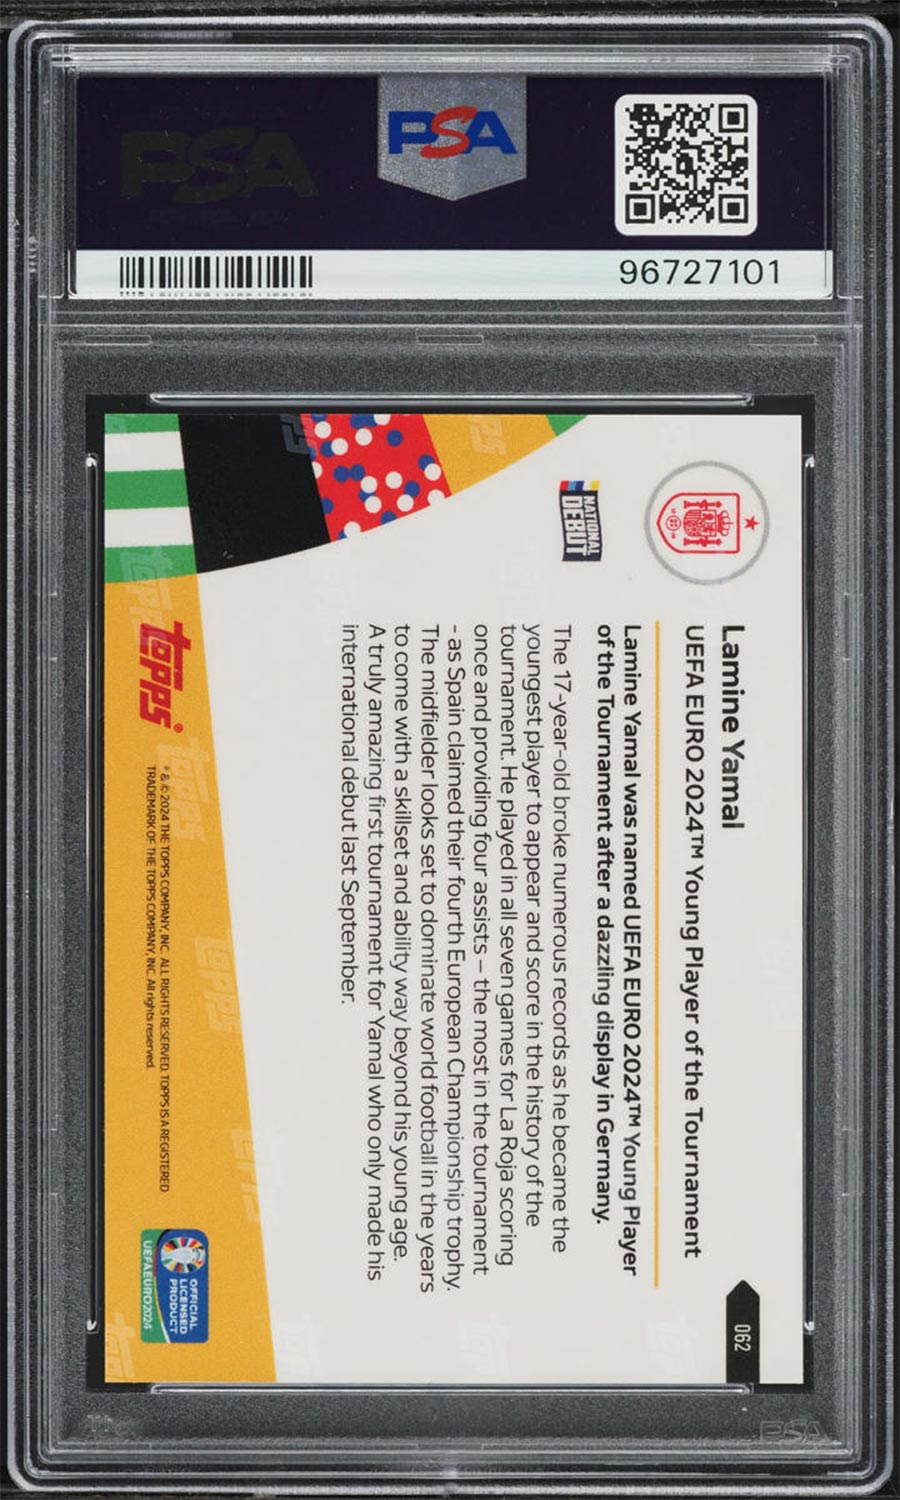 PSA
PSA
96727101
062
Lamine Yamal
UEFA EURO 2024™ Young Player of the Tournament
Lamine Yamal was named UEFA EURO 2024™ Young Player
of the Tournament after a dazzling display in Germany.
NATIONAL
DEBUT
The 17-year-old broke numerous records as he became the
youngest player to appear and score in the history of the
tournament. He played in all seven games for La Roja scoring
once and providing four assists – the most in the tournament
- as Spain claimed their fourth European Championship trophy.
The midfielder looks set to dominate world football in the years
to come with a skillset and ability way beyond his young age.
A truly amazing first tournament for Yamal who only made his
international debut last September.
topps®
® & © 2024 THE TOPPS COMPANY, INC. ALL RIGHTS RESERVED. TOPPS IS A REGISTERED
TRADEMARK OF THE TOPPS COMPANY, INC. All rights reserved.
OFFICIAL
LICENSED
PRODUCT
UEFA EURO2024
PSA